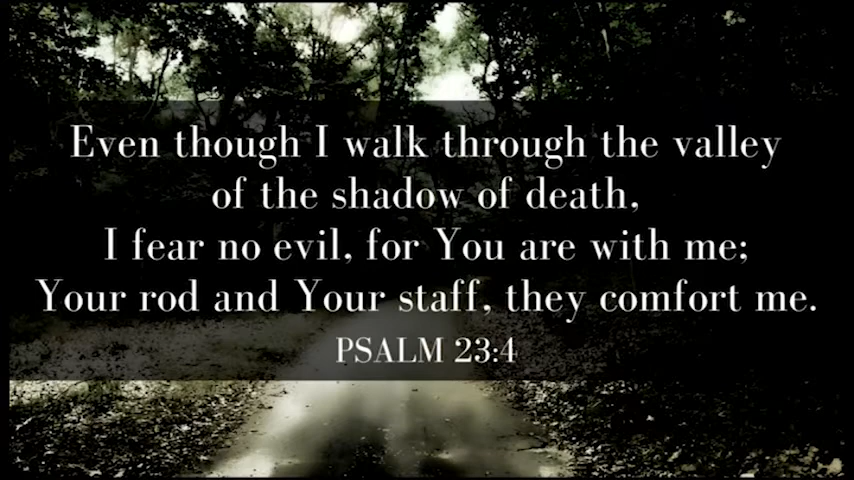 Even though I walk through the valley
of the shadow of death,
I fear no evil, for You are with me;
Your rod and Your staff, they comfort me.
PSALM 23:4